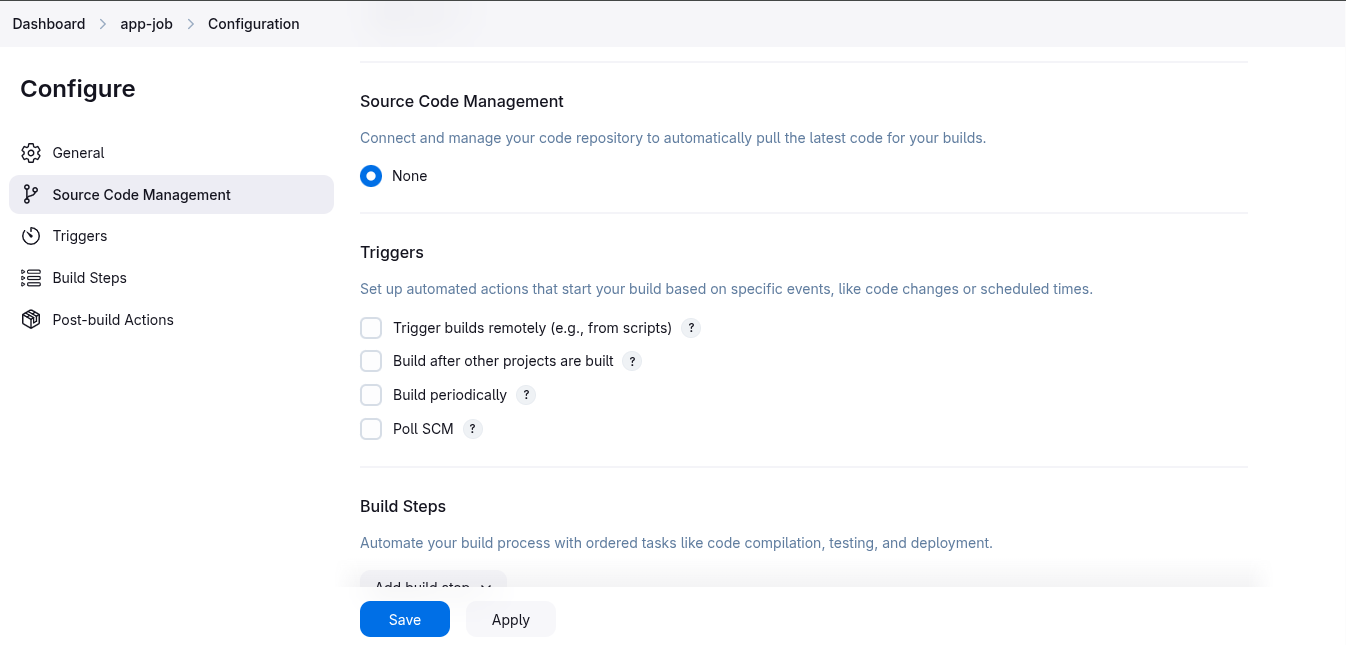 Dashboard > app-job > Configuration
Configure
General
Source Code Management
Triggers
Build Steps
Post-build Actions
Source Code Management
Connect and manage your code repository to automatically pull the latest code for your builds.
None
Triggers
Set up automated actions that start your build based on specific events, like code changes or scheduled times.
Trigger builds remotely (e.g., from scripts) ?
Build after other projects are built ?
Build periodically ?
Poll SCM ?
Build Steps
Automate your build process with ordered tasks like code compilation, testing, and deployment.
Add build step
Save Apply